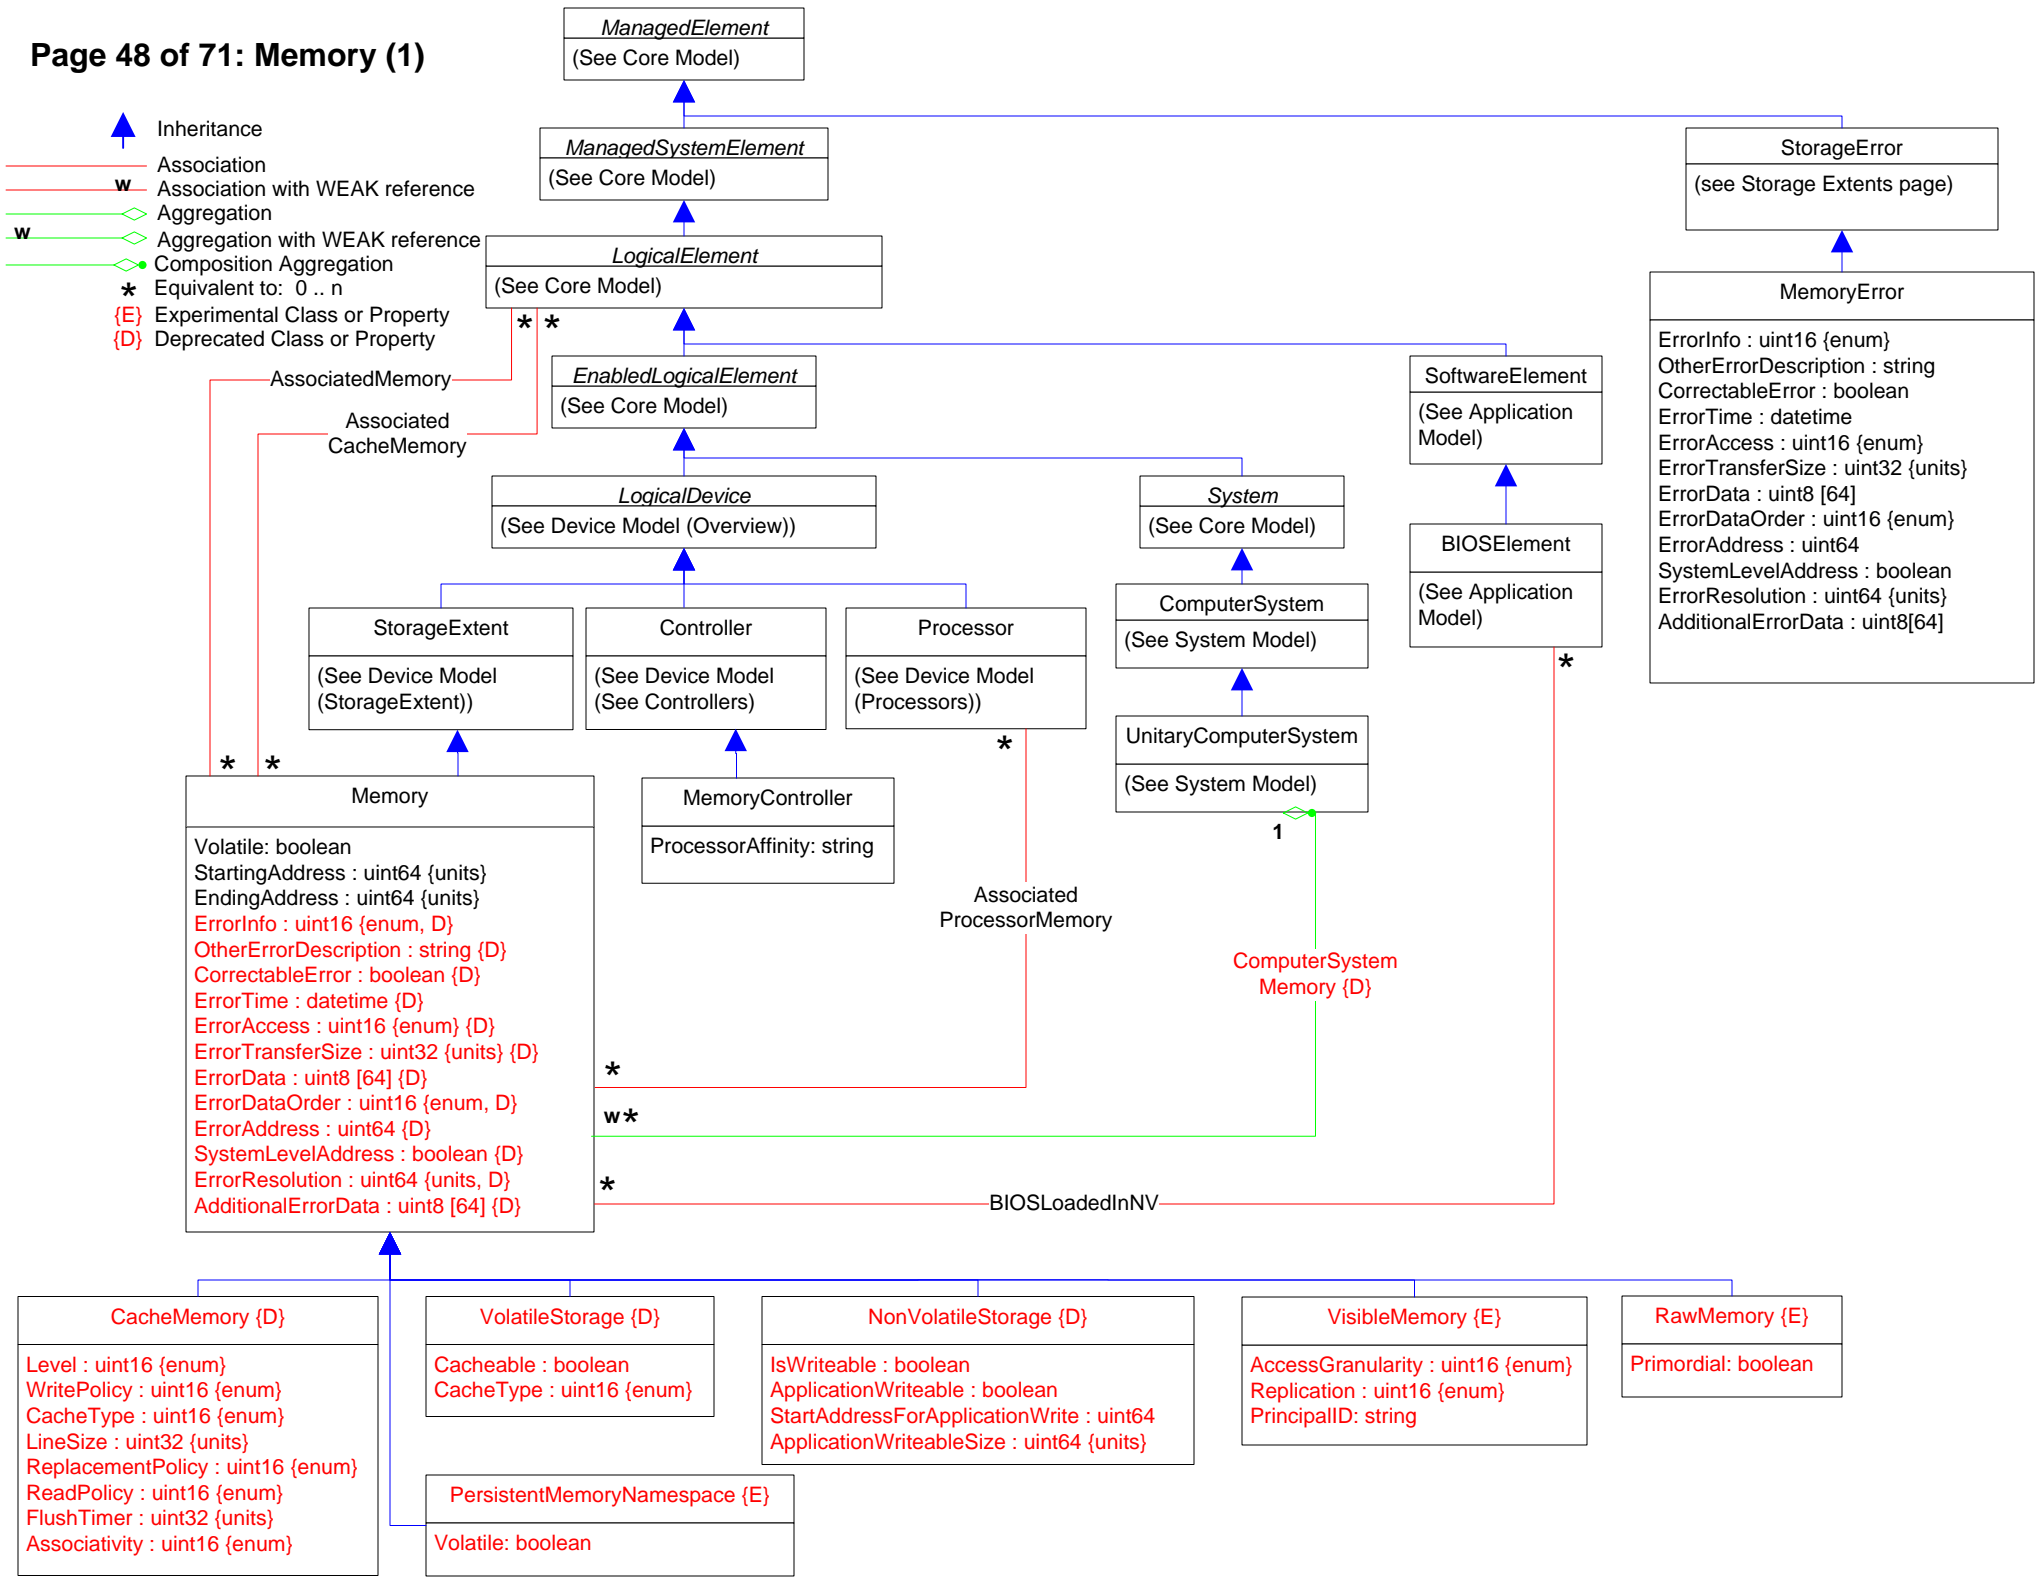 Page 48 of 71: Memory (1)
Inheritance
Association
w
Association with WEAK reference
Aggregation
w
Aggregation with WEAK reference
Composition Aggregation
* Equivalent to: 0 .. n
{E} Experimental Class or Property
{D} Deprecated Class or Property
ManagedElement
(See Core Model)
ManagedSystemElement
(See Core Model)
StorageError
(see Storage Extents page)
LogicalElement
(See Core Model)
* *
MemoryError
ErrorInfo : uint16 {enum}
OtherErrorDescription : string
CorrectableError : boolean
ErrorTime : datetime
ErrorAccess : uint16 {enum}
ErrorTransferSize : uint32 {units}
ErrorData : uint8 [64]
ErrorDataOrder : uint16 {enum}
ErrorAddress : uint64
SystemLevelAddress : boolean
ErrorResolution : uint64 {units}
AdditionalErrorData : uint8[64]
AssociatedMemory
Associated
CacheMemory
EnabledLogicalElement
(See Core Model)
SoftwareElement
(See Application
Model)
LogicalDevice
(See Device Model (Overview))
System
(See Core Model)
BIOSElement
(See Application
Model)
*
StorageExtent
(See Device Model
(StorageExtent))
Controller
(See Device Model
(See Controllers)
Processor
(See Device Model
(Processors))
*
ComputerSystem
(See System Model)
UnitaryComputerSystem
(See System Model)
1
* *
Memory
Volatile: boolean
StartingAddress : uint64 {units}
EndingAddress : uint64 {units}
ErrorInfo : uint16 {enum, D}
OtherErrorDescription : string {D}
CorrectableError : boolean {D}
ErrorTime : datetime {D}
ErrorAccess : uint16 {enum} {D}
ErrorTransferSize : uint32 {units} {D}
ErrorData : uint8 [64] {D}
ErrorDataOrder : uint16 {enum, D}
ErrorAddress : uint64 {D}
SystemLevelAddress : boolean {D}
ErrorResolution : uint64 {units, D}
AdditionalErrorData : uint8 [64] {D}
MemoryController
ProcessorAffinity: string
Associated
ProcessorMemory
ComputerSystem
Memory {D}
*
w*
*
BIOSLoadedInNV
CacheMemory {D}
Level : uint16 {enum}
WritePolicy : uint16 {enum}
CacheType : uint16 {enum}
LineSize : uint32 {units}
ReplacementPolicy : uint16 {enum}
ReadPolicy : uint16 {enum}
FlushTimer : uint32 {units}
Associativity : uint16 {enum}
VolatileStorage {D}
Cacheable : boolean
CacheType : uint16 {enum}
NonVolatileStorage {D}
IsWriteable : boolean
ApplicationWriteable : boolean
StartAddressForApplicationWrite : uint64
ApplicationWriteableSize : uint64 {units}
VisibleMemory {E}
AccessGranularity : uint16 {enum}
Replication : uint16 {enum}
PrincipalID: string
RawMemory {E}
Primordial: boolean
PersistentMemoryNamespace {E}
Volatile: boolean